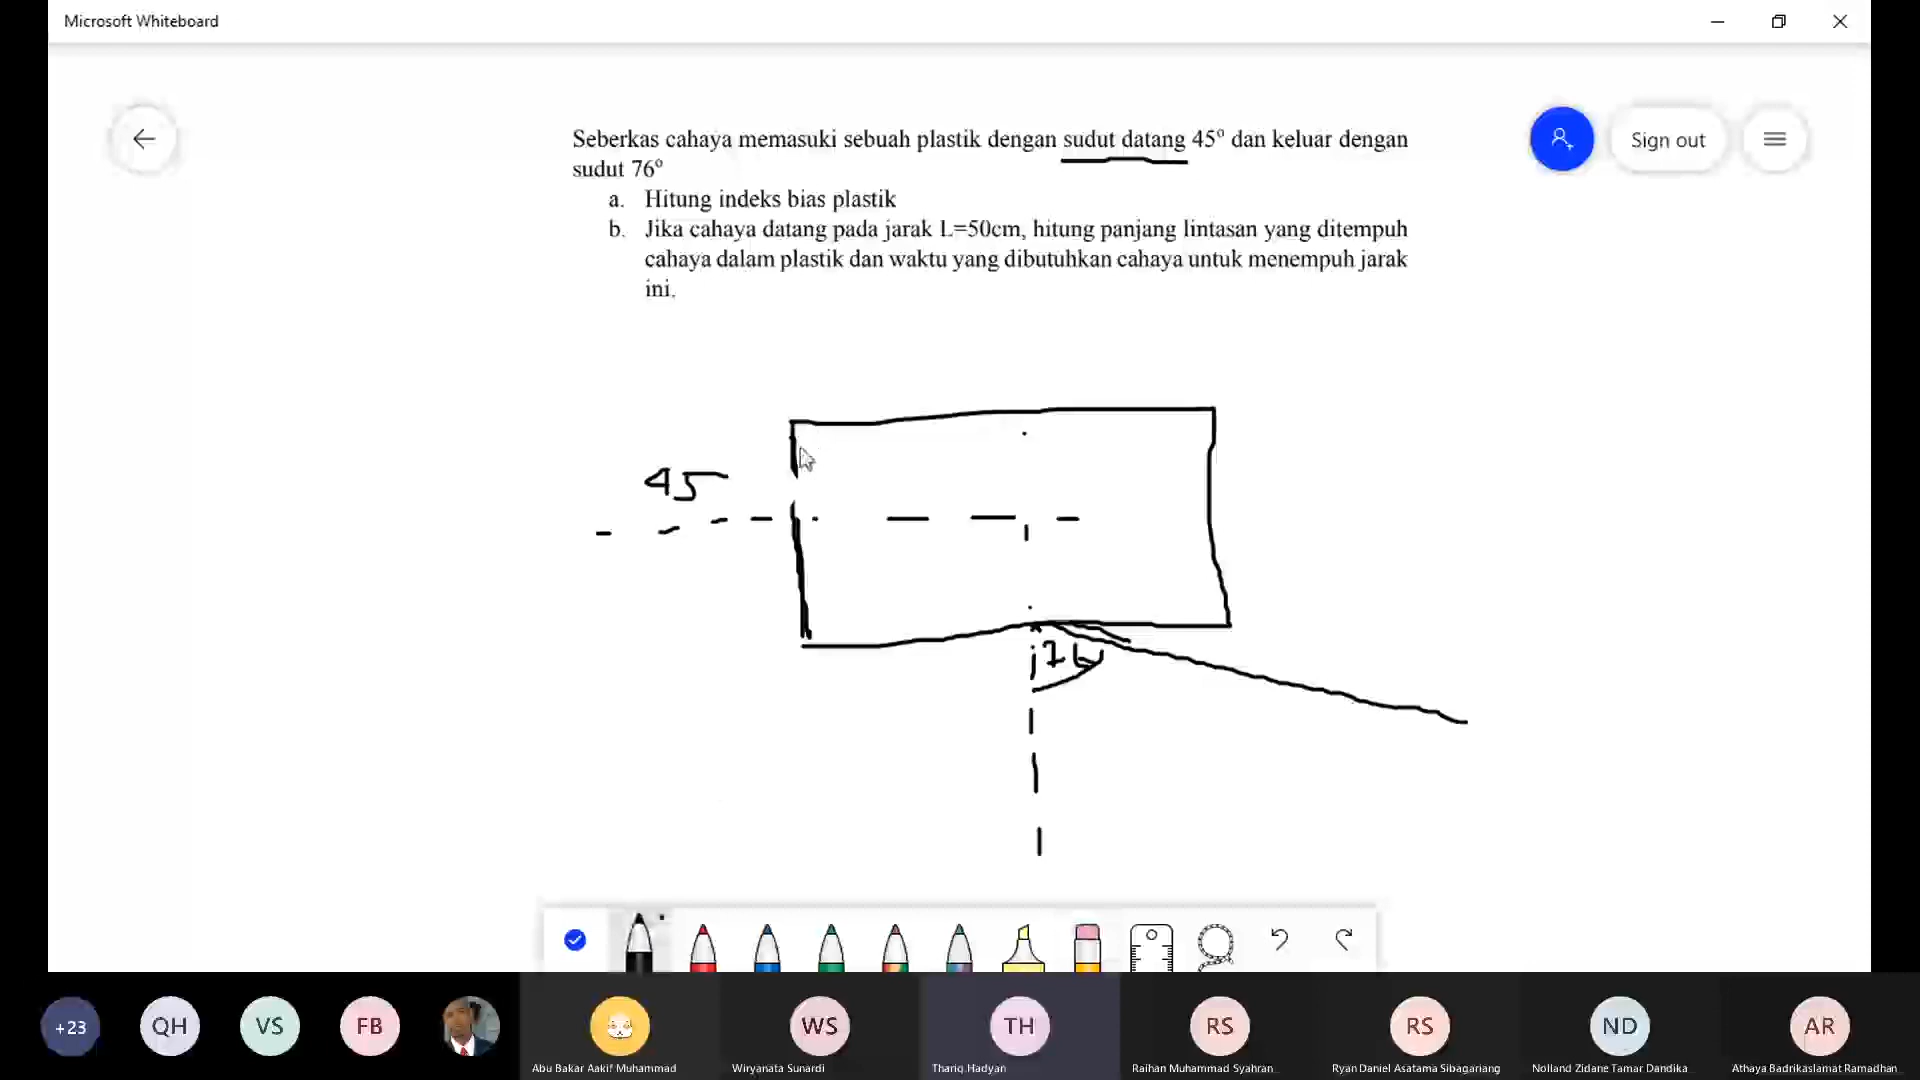 Microsoft Whiteboard
Sign out
Seberkas cahaya memasuki sebuah plastik dengan sudut datang 45° dan keluar dengan
sudut 76°
a. Hitung indeks bias plastik
b. Jika cahaya datang pada jarak L=50cm, hitung panjang lintasan yang ditempuh
cahaya dalam plastik dan waktu yang dibutuhkan cahaya untuk menempuh jarak
ini.
45
76
+23
QH
VS
FB
WS
TH
RS
RS
ND
AR
Abu Bakar Aakif Muhammad
Wiryanata Sunardi
Thariq Hadyan
Raihan Muhammad Syahran...
Ryan Daniel Asatama Sibagariang
Nolland Zidane Tamar Dandika...
Athaya Badrikaslamat Ramadhan...